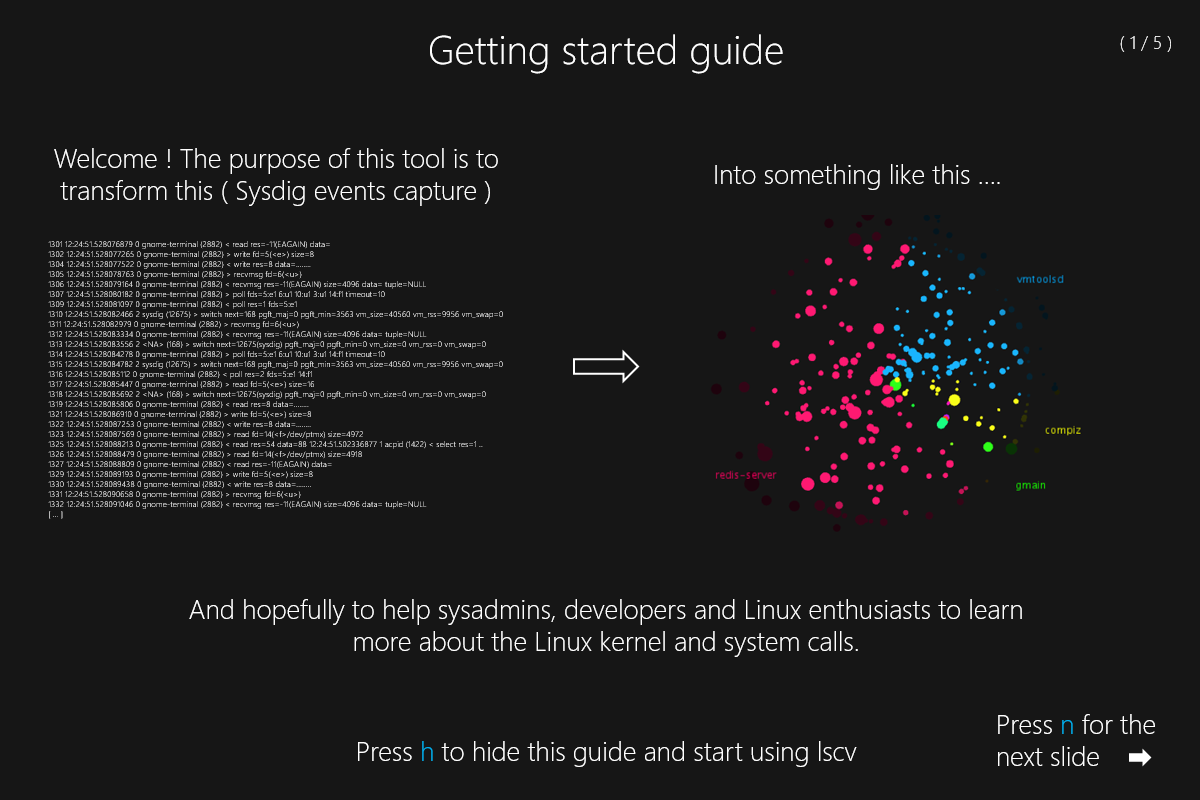 Getting started guide
( 1 / 5 )
Welcome ! The purpose of this tool is to
transform this ( Sysdig events capture )
Into something like this ....
1301 12:24:51.528076879 0 gnome-terminal (2882) < read res=-11(EAGAIN) data=
1302 12:24:51.528077265 0 gnome-terminal (2882) > write fd=5(<e>) size=8
1304 12:24:51.528077522 0 gnome-terminal (2882) < write res=8 data=........
1305 12:24:51.528078763 0 gnome-terminal (2882) > recvmsg fd=6(<u>)
1306 12:24:51.528079164 0 gnome-terminal (2882) < recvmsg res=-11(EAGAIN) size=4096 data= tuple=NULL
1307 12:24:51.528080182 0 gnome-terminal (2882) > poll fds=5:e1 6:u1 10:u1 3:u1 14:f1 timeout=10
1309 12:24:51.528081097 0 gnome-terminal (2882) < poll res=1 fds=5:e1
1310 12:24:51.528082466 2 sysdig (12675) > switch next=168 pgft_maj=0 pgft_min=3563 vm_size=40560 vm_rss=9956 vm_swap=0
1311 12:24:51.528082979 0 gnome-terminal (2882) > recvmsg fd=6(<u>)
1312 12:24:51.528083334 0 gnome-terminal (2882) < recvmsg res=-11(EAGAIN) size=4096 data= tuple=NULL
1313 12:24:51.528083556 2 <NA> (168) > switch next=12675(sysdig) pgft_maj=0 pgft_min=0 vm_size=0 vm_rss=0 vm_swap=0
1314 12:24:51.528084278 0 gnome-terminal (2882) > poll fds=5:e1 6:u1 10:u1 3:u1 14:f1 timeout=10
1315 12:24:51.528084782 2 sysdig (12675) > switch next=168 pgft_maj=0 pgft_min=3563 vm_size=40560 vm_rss=9956 vm_swap=0
1316 12:24:51.528085112 0 gnome-terminal (2882) < poll res=2 fds=5:e1 14:f1
1317 12:24:51.528085447 0 gnome-terminal (2882) > read fd=5(<e>) size=16
1318 12:24:51.528085692 2 <NA> (168) > switch next=12675(sysdig) pgft_maj=0 pgft_min=0 vm_size=0 vm_rss=0 vm_swap=0
1319 12:24:51.528085806 0 gnome-terminal (2882) < read res=8 data=........
1321 12:24:51.528086910 0 gnome-terminal (2882) > write fd=5(<e>) size=8
1322 12:24:51.528087253 0 gnome-terminal (2882) < write res=8 data=........
1323 12:24:51.528087569 0 gnome-terminal (2882) > read fd=14(<f>/dev/ptmx) size=4972
1325 12:24:51.528088213 0 gnome-terminal (2882) < read res=54 data=88 12:24:51.502336877 1 acpid (1422) < select res=1 ..
1326 12:24:51.528088479 0 gnome-terminal (2882) > read fd=14(<f>/dev/ptmx) size=4918
1327 12:24:51.528088809 0 gnome-terminal (2882) < read res=-11(EAGAIN) data=
1329 12:24:51.528089193 0 gnome-terminal (2882) > write fd=5(<e>) size=8
1330 12:24:51.528089438 0 gnome-terminal (2882) < write res=8 data=........
1331 12:24:51.528090658 0 gnome-terminal (2882) > recvmsg fd=6(<u>)
1332 12:24:51.528091046 0 gnome-terminal (2882) < recvmsg res=-11(EAGAIN) size=4096 data= tuple=NULL
[ ... ]
vmtoolsd
compiz
redis-server
gmain
And hopefully to help sysadmins, developers and Linux enthusiasts to learn
more about the Linux kernel and system calls.
Press h to hide this guide and start using lscv
Press n for the
next slide